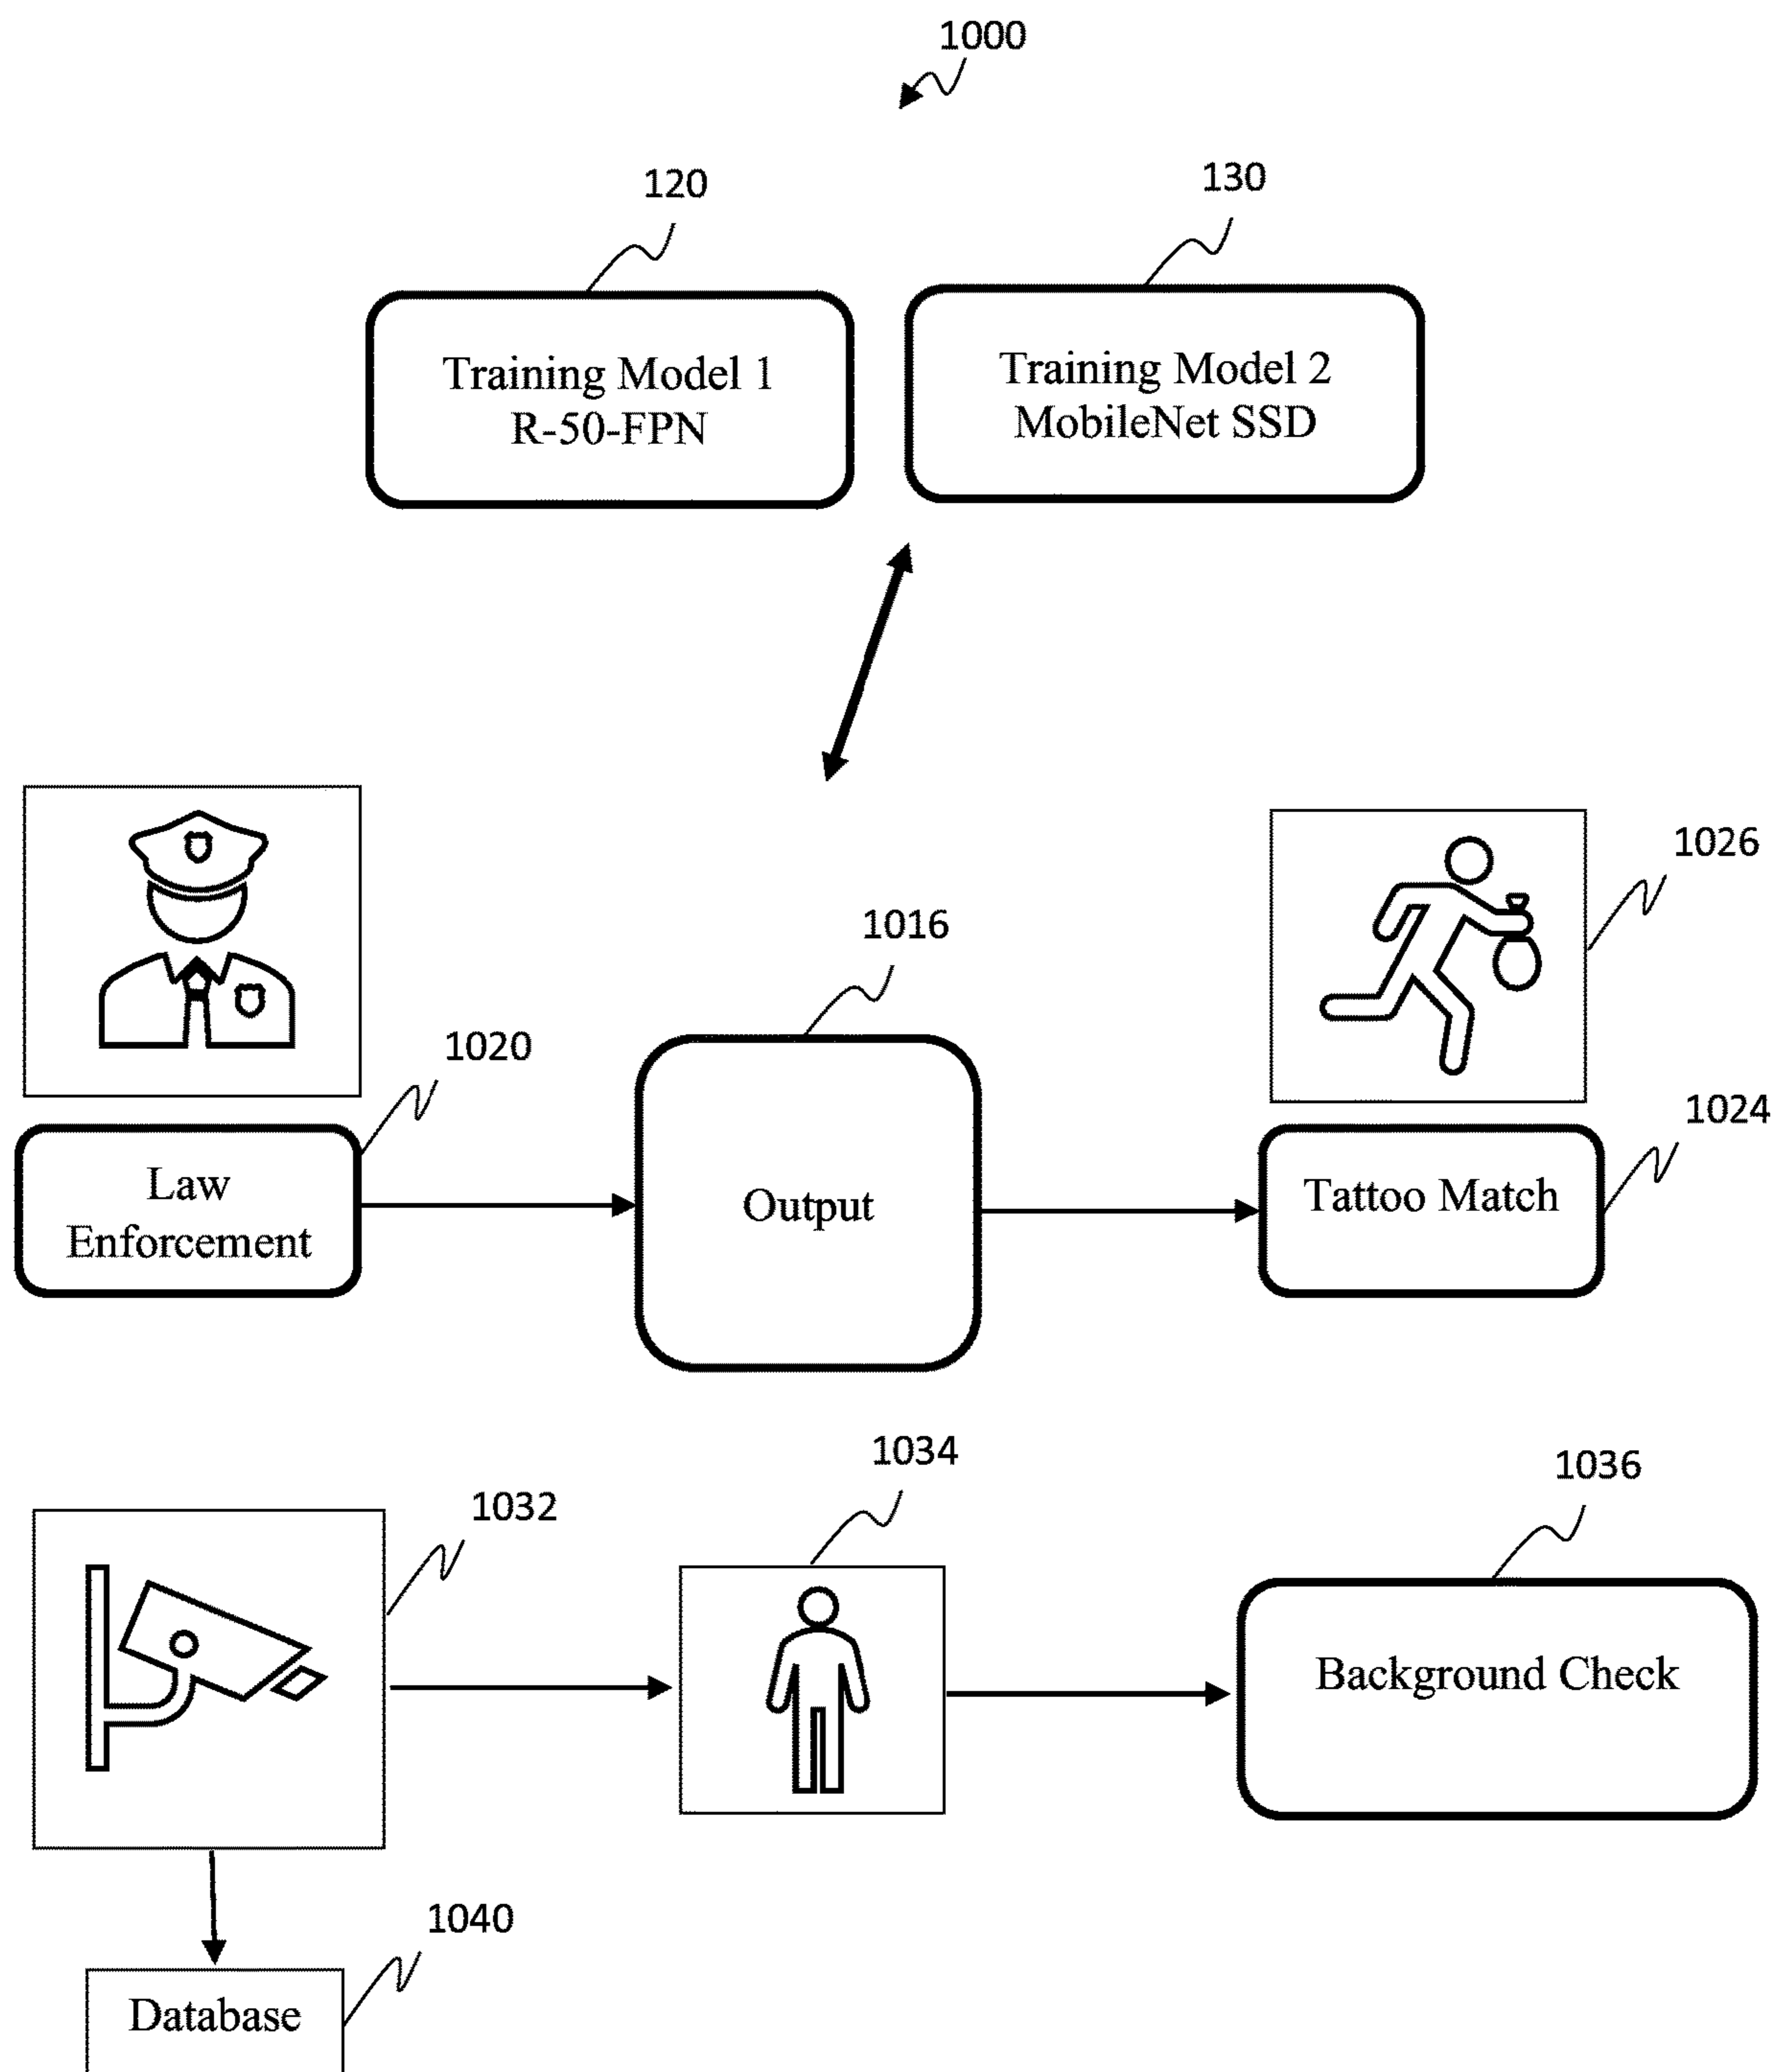 1000
120
130
Training Model 1
R-50-FPN
Training Model 2
MobileNet SSD
1026
1016
1020
1024
Law
Enforcement
Output
Tattoo Match
1034
1036
1032
Background Check
1040
Database